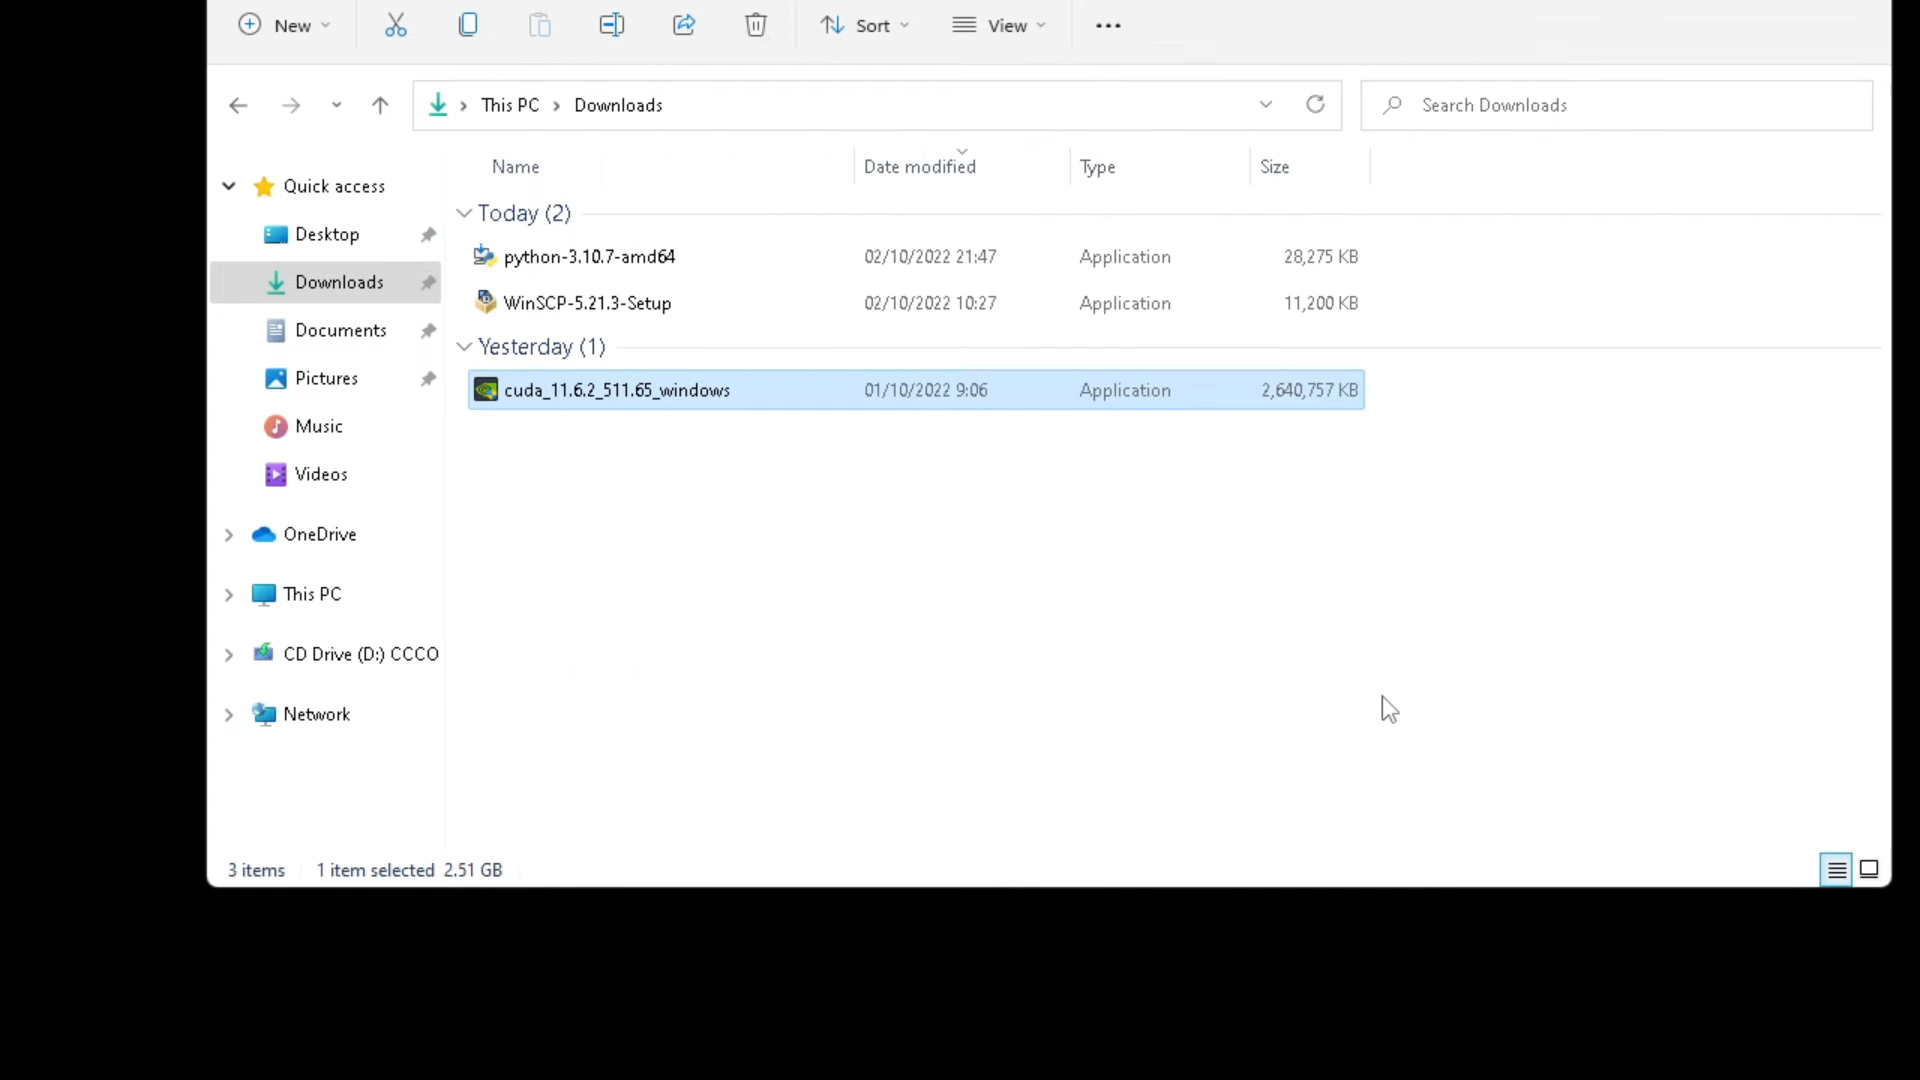 New Sort View •••
This PC > Downloads Search Downloads
Name Date modified Type Size
Quick access
Desktop
Downloads
Documents
Pictures
Music
Videos
OneDrive
This PC
CD Drive (D:) CCCO
Network
Today (2)
python-3.10.7-amd64 02/10/2022 21:47 Application 28,275 KB
WinSCP-5.21.3-Setup 02/10/2022 10:27 Application 11,200 KB
Yesterday (1)
cuda_11.6.2_511.65_windows 01/10/2022 9:06 Application 2,640,757 KB
3 items 1 item selected 2.51 GB